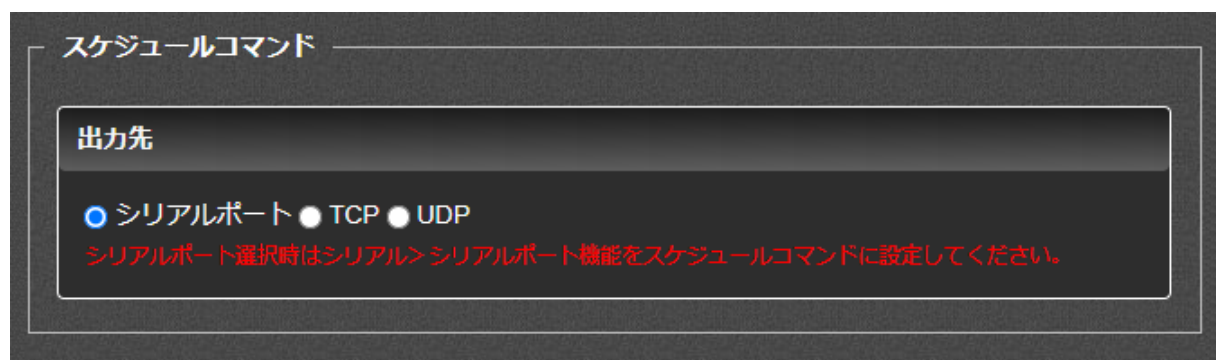 スケジュールコマンド
出力先
シリアルポート TCP UDP
シリアルポート選択時はシリアル＞シリアルポート機能をスケジュールコマンドに設定してください。